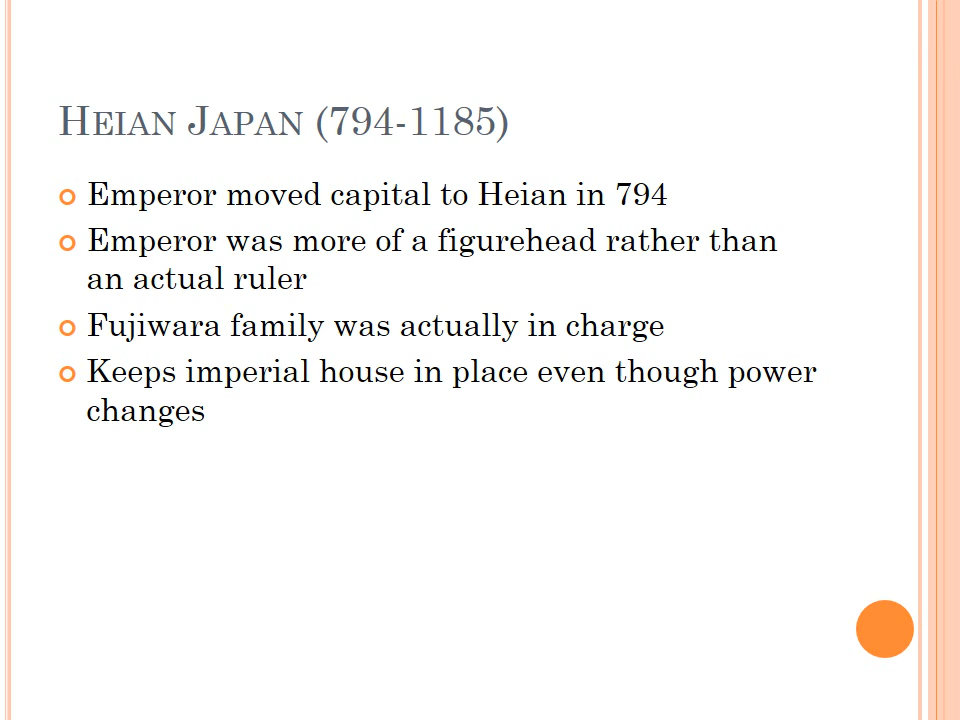 Heian Japan (794-1185)
Emperor moved capital to Heian in 794
Emperor was more of a figurehead rather than
an actual ruler
Fujiwara family was actually in charge
Keeps imperial house in place even though power
changes